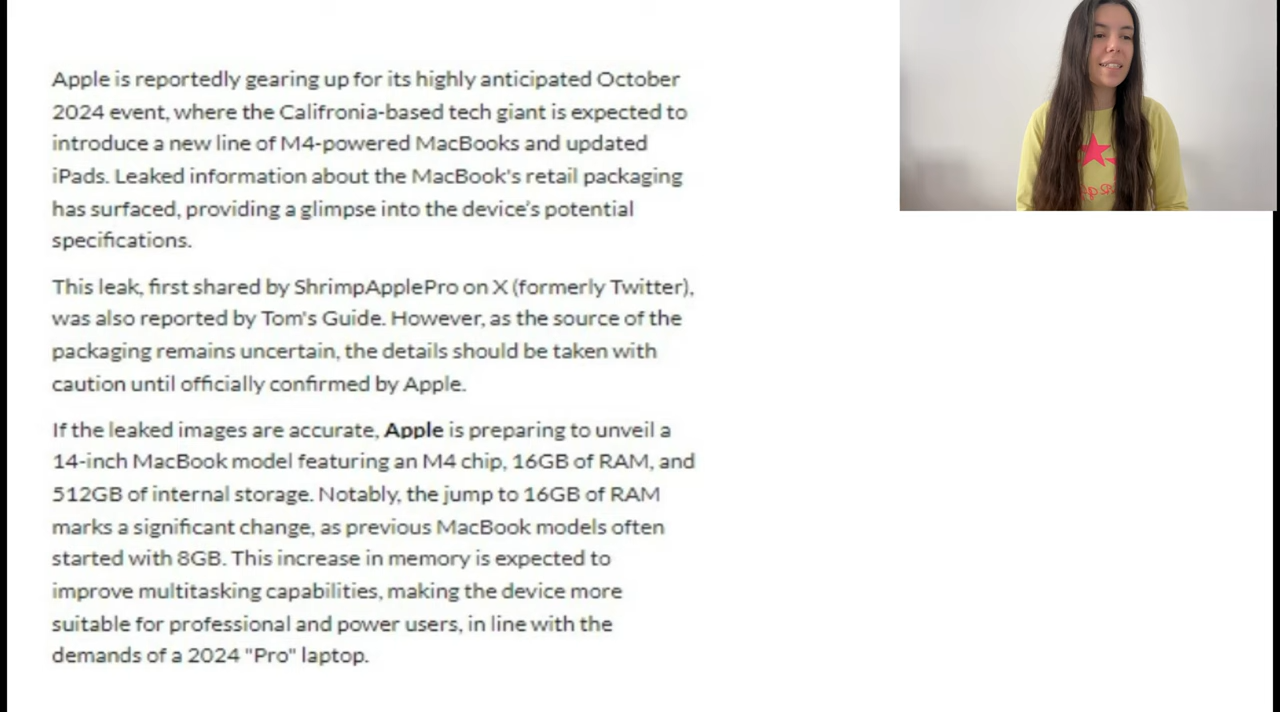 Apple is reportedly gearing up for its highly anticipated October
2024 event, where the Califronia-based tech giant is expected to
introduce a new line of M4-powered MacBooks and updated
iPads. Leaked information about the MacBook's retail packaging
has surfaced, providing a glimpse into the device's potential
specifications.
This leak, first shared by ShrimpApplePro on X (formerly Twitter),
was also reported by Tom's Guide. However, as the source of the
packaging remains uncertain, the details should be taken with
caution until officially confirmed by Apple.
If the leaked images are accurate, Apple is preparing to unveil a
14-inch MacBook model featuring an M4 chip, 16GB of RAM, and
512GB of internal storage. Notably, the jump to 16GB of RAM
marks a significant change, as previous MacBook models often
started with 8GB. This increase in memory is expected to
improve multitasking capabilities, making the device more
suitable for professional and power users, in line with the
demands of a 2024 "Pro" laptop.